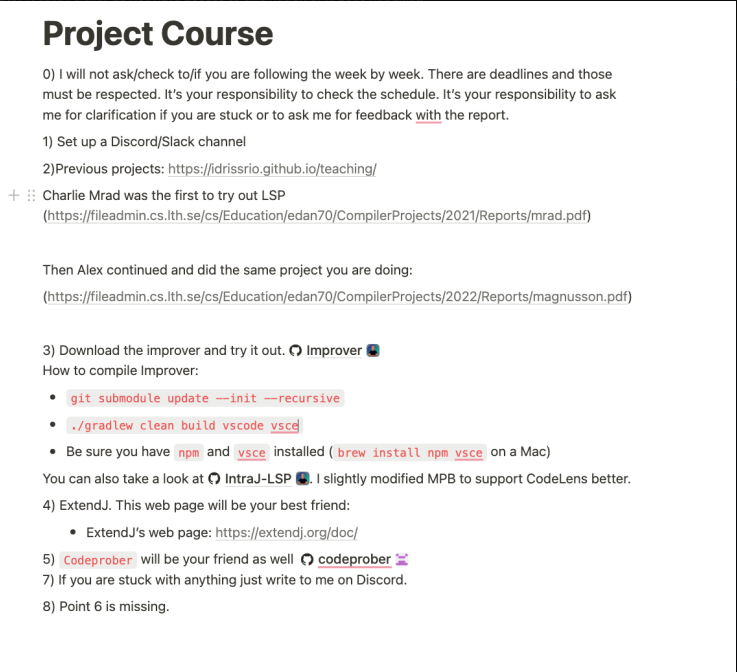 Project Course
0) I will not ask/check to/if you are following the week by week. There are deadlines and those
must be respected. It’s your responsibility to check the schedule. It’s your responsibility to ask
me for clarification if you are stuck or to ask me for feedback with the report.
1) Set up a Discord/Slack channel
2)Previous projects: https://idrissrio.github.io/teaching/
Charlie Mrad was the first to try out LSP
(https://fileadmin.cs.lth.se/cs/Education/edan70/CompilerProjects/2021/Reports/mrad.pdf)
Then Alex continued and did the same project you are doing:
(https://fileadmin.cs.lth.se/cs/Education/edan70/CompilerProjects/2022/Reports/magnusson.pdf)
3) Download the improver and try it out. Improver
How to compile Improver:
• git submodule update --init --recursive
• ./gradlew clean build vscode vsce
• Be sure you have npm and vsce installed ( brew install npm vsce on a Mac)
You can also take a look at IntraJ-LSP . I slightly modified MPB to support CodeLens better.
4) ExtendJ. This web page will be your best friend:
• ExtendJ’s web page: https://extendj.org/doc/
5) Codeprober will be your friend as well codeprober
7) If you are stuck with anything just write to me on Discord.
8) Point 6 is missing.